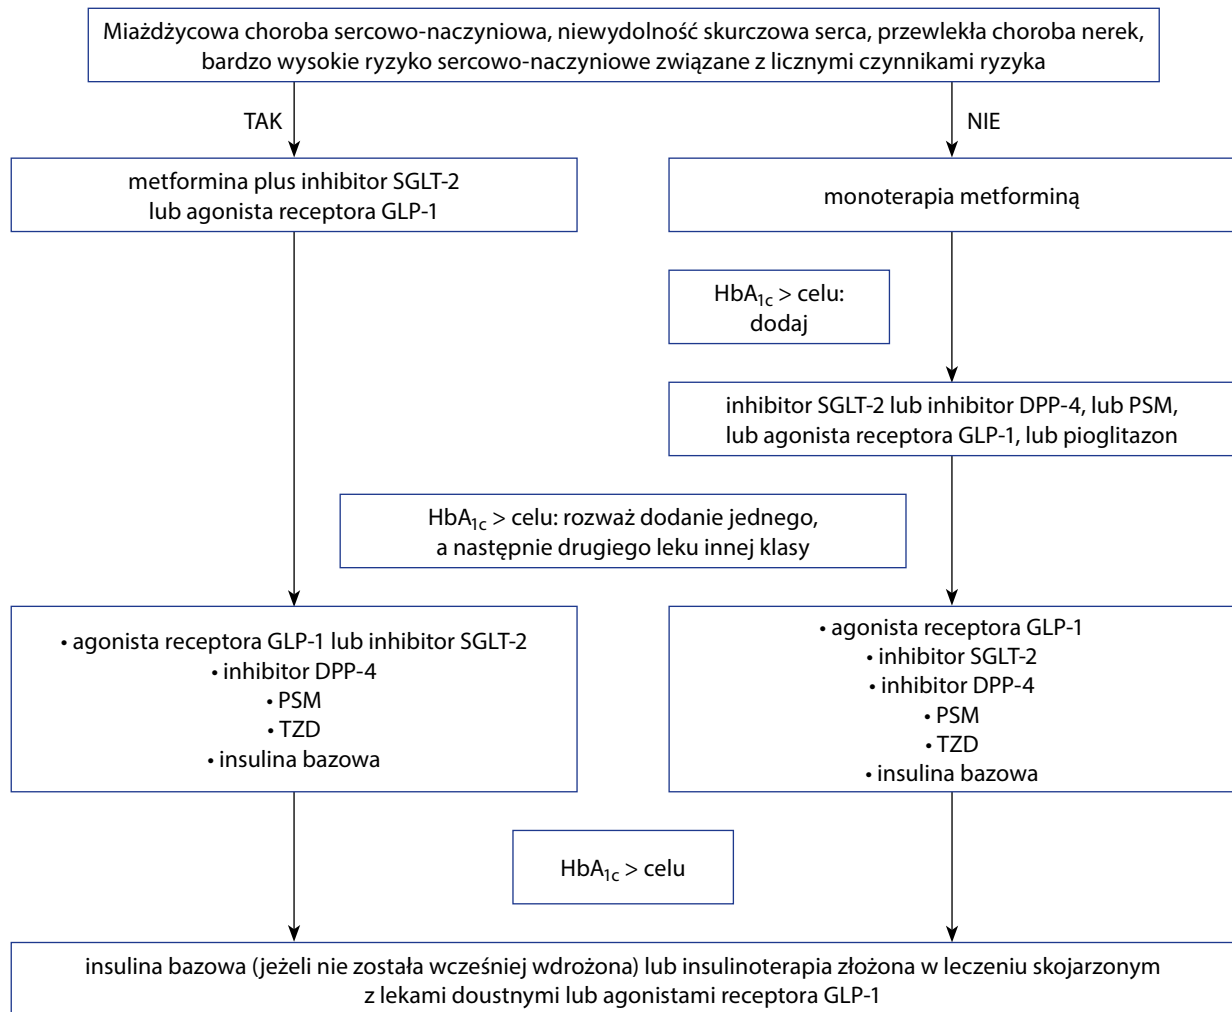 Miażdżycowa choroba sercowo-naczyniowa, niewydolność skurczowa serca, przewlekła choroba nerek,
bardzo wysokie ryzyko sercowo-naczyniowe związane z licznymi czynnikami ryzyka
TAK
NIE
metformina plus inhibitor SGLT-2
lub agonista receptora GLP-1
monoterapia metforminą
HbA1c > celu:
dodaj
inhibitor SGLT-2 lub inhibitor DPP-4, lub PSM,
lub agonista receptora GLP-1, lub pioglitazon
HbA1c > celu: rozważ dodanie jednego,
a następnie drugiego leku innej klasy
• agonista receptora GLP-1 lub inhibitor SGLT-2
• inhibitor DPP-4
• PSM
• TZD
• insulina bazowa
• agonista receptora GLP-1
• inhibitor SGLT-2
• inhibitor DPP-4
• PSM
• TZD
• insulina bazowa
HbA1c > celu
insulina bazowa (jeżeli nie została wcześniej wdrożona) lub insulinoterapia złożona w leczeniu skojarzonym
z lekami doustnymi lub agonistami receptora GLP-1